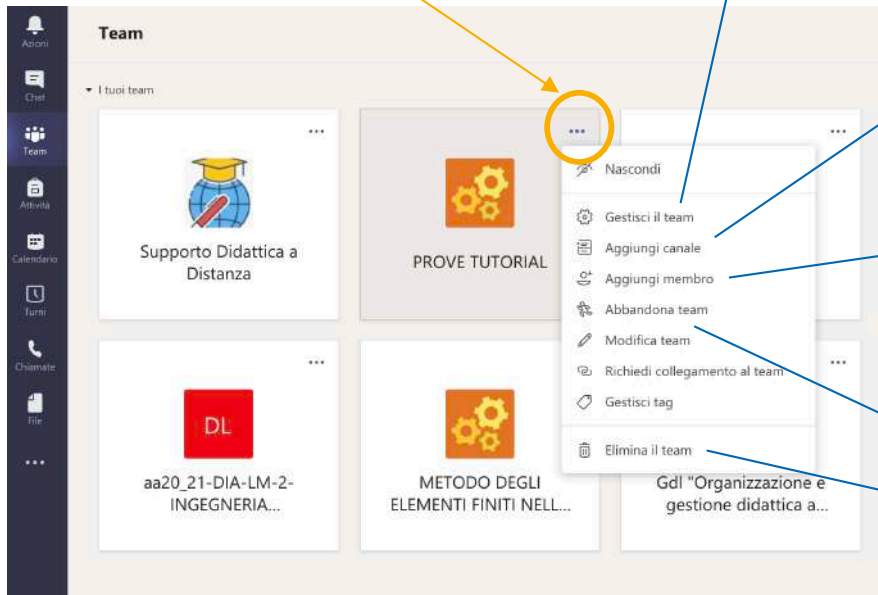 Azioni
Chat
Team
Attività
Calendario
Turni
Chiamate
File
...
Team
I tuoi team
...
Supporto Didattica a
Distanza
...
PROVE TUTORIAL
...
Nascondi
Gestisci il team
Aggiungi canale
Aggiungi membro
Abbandona team
Modifica team
Richiedi collegamento al team
Gestisci tag
Elimina il team
...
DL
aa20_21-DIA-LM-2-
INGEGNERIA...
METODO DEGLI
ELEMENTI FINITI NELL...
...
Gdl "Organizzazione e
gestione didattica a...